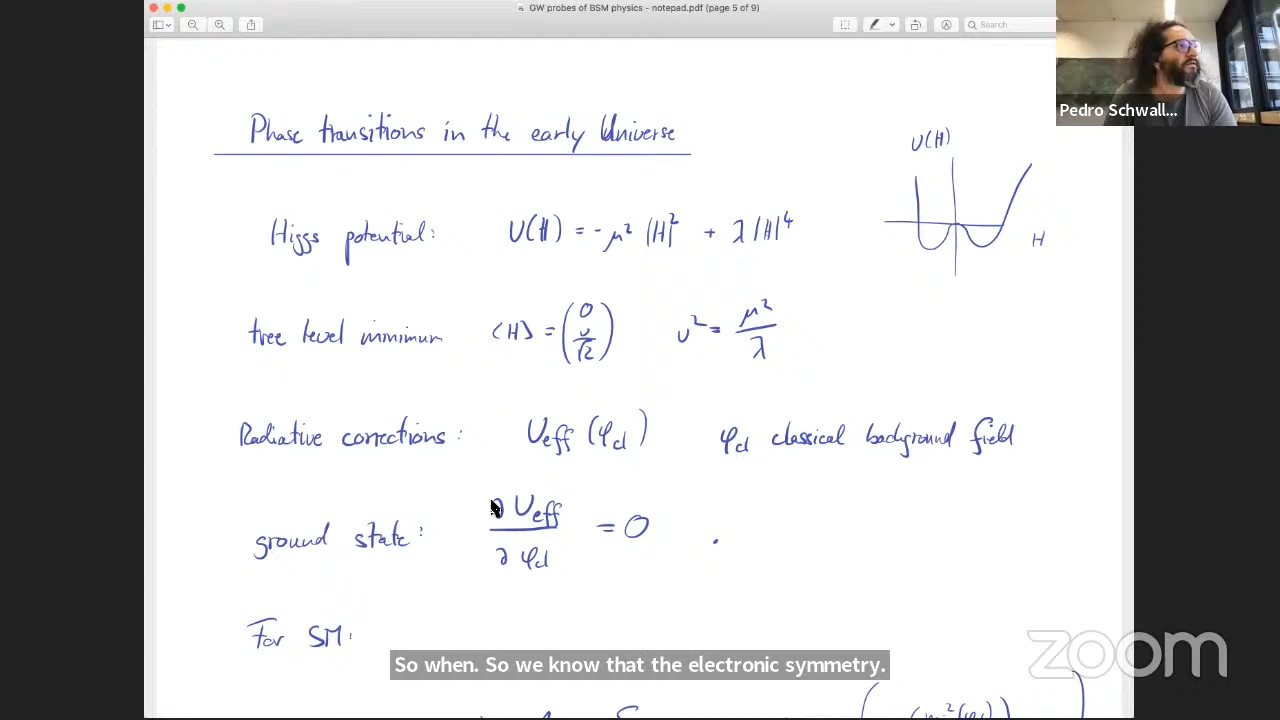 GW probes of BSM physics - notepad.pdf (page 5 of 9)
Search
Pedro Schwall...
Phase transitions in the early Universe
U(H)
H
Higgs potential: U(H) = -μ² |H|² + λ |H|⁴
tree level minimum ⟨H⟩ = (0 v/√2) v² = μ²/λ
Radiative corrections: Ueff (φcl) φcl classical background field
ground state: ∂Ueff/∂φcl = 0 .
For SM:
So when. So we know that the electronic symmetry.
zoom